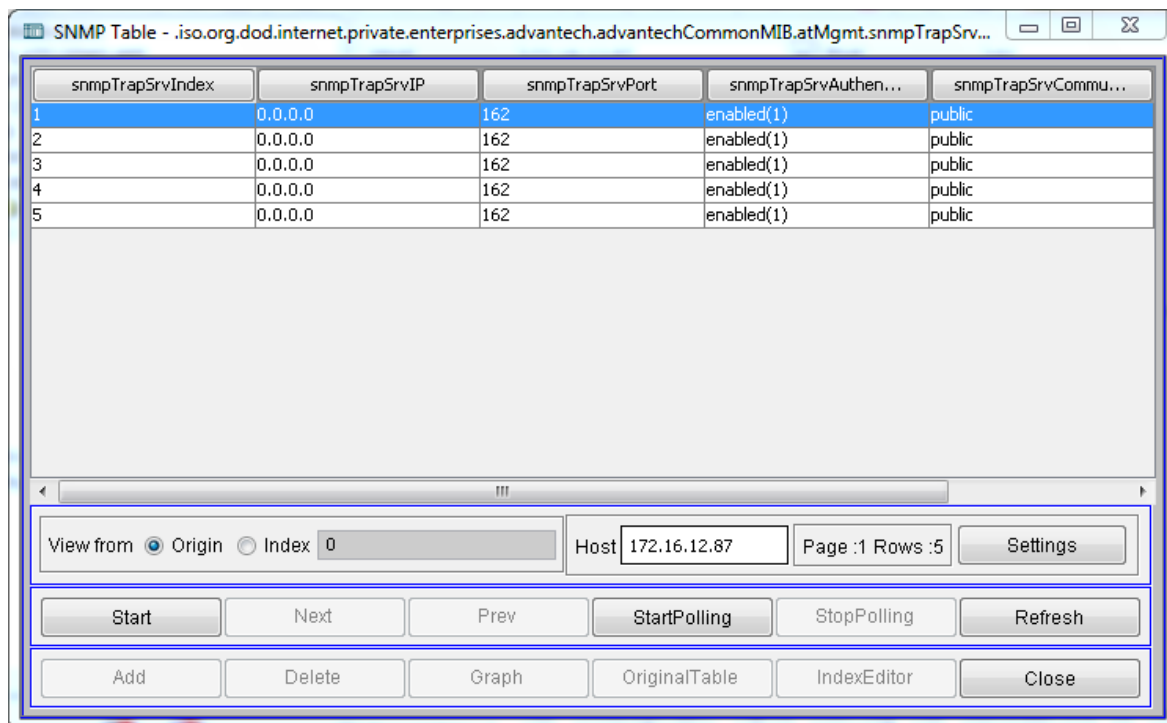 SNMP Table - .iso.org.dod.internet.private.enterprises.advantech.advantechCommonMIB.atMgmt.snmpTrapSrv...
snmpTrapSrvIndex snmpTrapSrvIP snmpTrapSrvPort snmpTrapSrvAuthen... snmpTrapSrvCommu...
1 0.0.0.0 162 enabled(1) public
2 0.0.0.0 162 enabled(1) public
3 0.0.0.0 162 enabled(1) public
4 0.0.0.0 162 enabled(1) public
5 0.0.0.0 162 enabled(1) public
View from Origin Index 0 Host 172.16.12.87 Page :1 Rows :5 Settings
Start Next Prev StartPolling StopPolling Refresh
Add Delete Graph OriginalTable IndexEditor Close